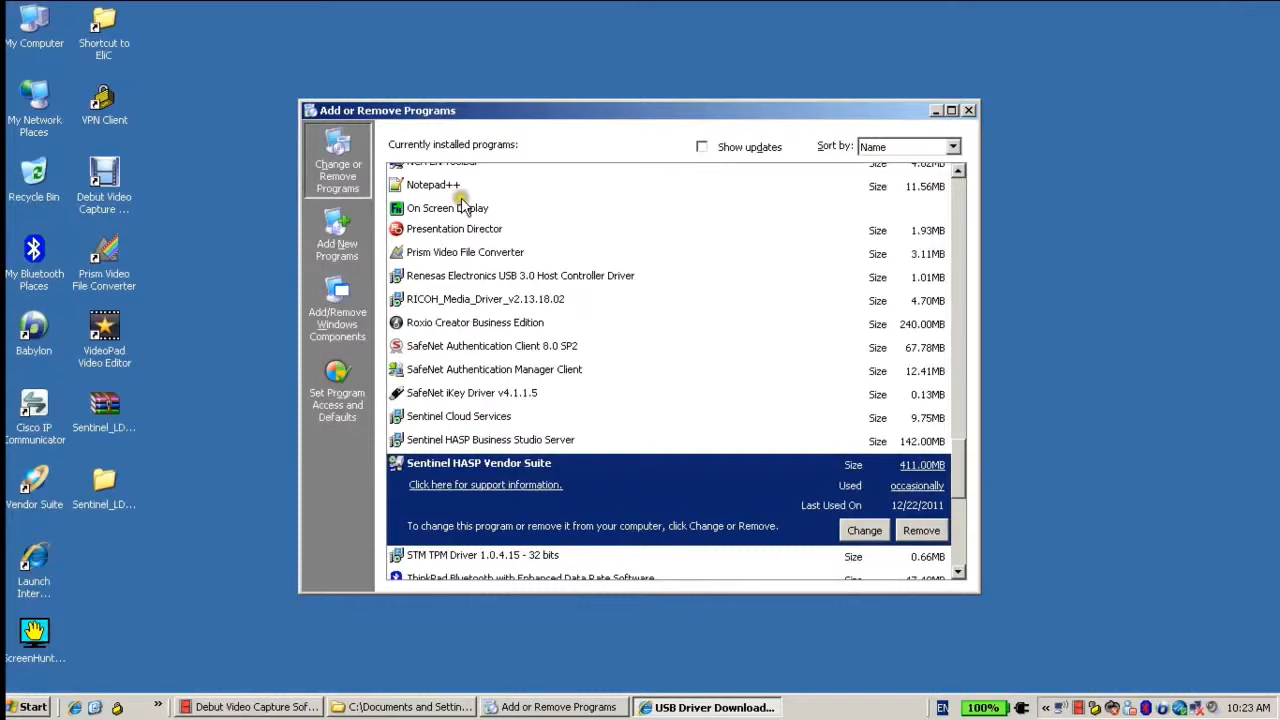 My Computer
Shortcut to
EliC
My Network
Places
VPN Client
Recycle Bin
Debut Video
Capture ...
My Bluetooth
Places
Prism Video
File Converter
Babylon
VideoPad
Video Editor
Cisco IP
Communicator
Sentinel_LD...
Vendor Suite
Sentinel_LD...
Launch
Inter...
ScreenHunt...
Add or Remove Programs
Change or
Remove
Programs
Add New
Programs
Add/Remove
Windows
Components
Set Program
Access and
Defaults
Currently installed programs:
Show updates
Sort by:
Name
Size 4.62MB
Notepad++
Size 11.56MB
On Screen Display
Presentation Director
Size 1.93MB
Prism Video File Converter
Size 3.11MB
Renesas Electronics USB 3.0 Host Controller Driver
Size 1.01MB
RICOH_Media_Driver_v2.13.18.02
Size 4.70MB
Roxio Creator Business Edition
Size 240.00MB
SafeNet Authentication Client 8.0 SP2
Size 67.78MB
SafeNet Authentication Manager Client
Size 12.41MB
SafeNet iKey Driver v4.1.1.5
Size 0.13MB
Sentinel Cloud Services
Size 9.75MB
Sentinel HASP Business Studio Server
Size 142.00MB
Sentinel HASP Vendor Suite
Size 411.00MB
Click here for support information.
Used occasionally
Last Used On 12/22/2011
To change this program or remove it from your computer, click Change or Remove.
Change
Remove
STM TPM Driver 1.0.4.15 - 32 bits
Size 0.66MB
ThinkPad Bluetooth with Enhanced Data Rate Software
Start
»
Debut Video Capture Sof...
C:\Documents and Settin...
Add or Remove Programs
USB Driver Download...
EN
100%
«
10:23 AM